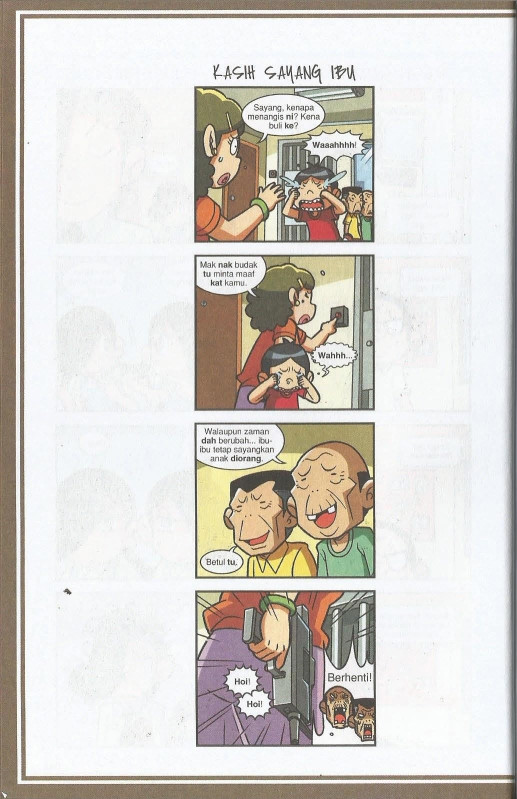 KASIH SAYANG IBU
Sayang, kenapa
menangis ni? Kena
buli ke?
Waaahhhh!
Mak nak budak
tu minta maaf
kat kamu.
Wahhh...
Walaupun zaman
dah berubah... ibu-
ibu tetap sayangkan
anak diorang.
Betul tu.
Hoi!
Hoi!
Berhenti!